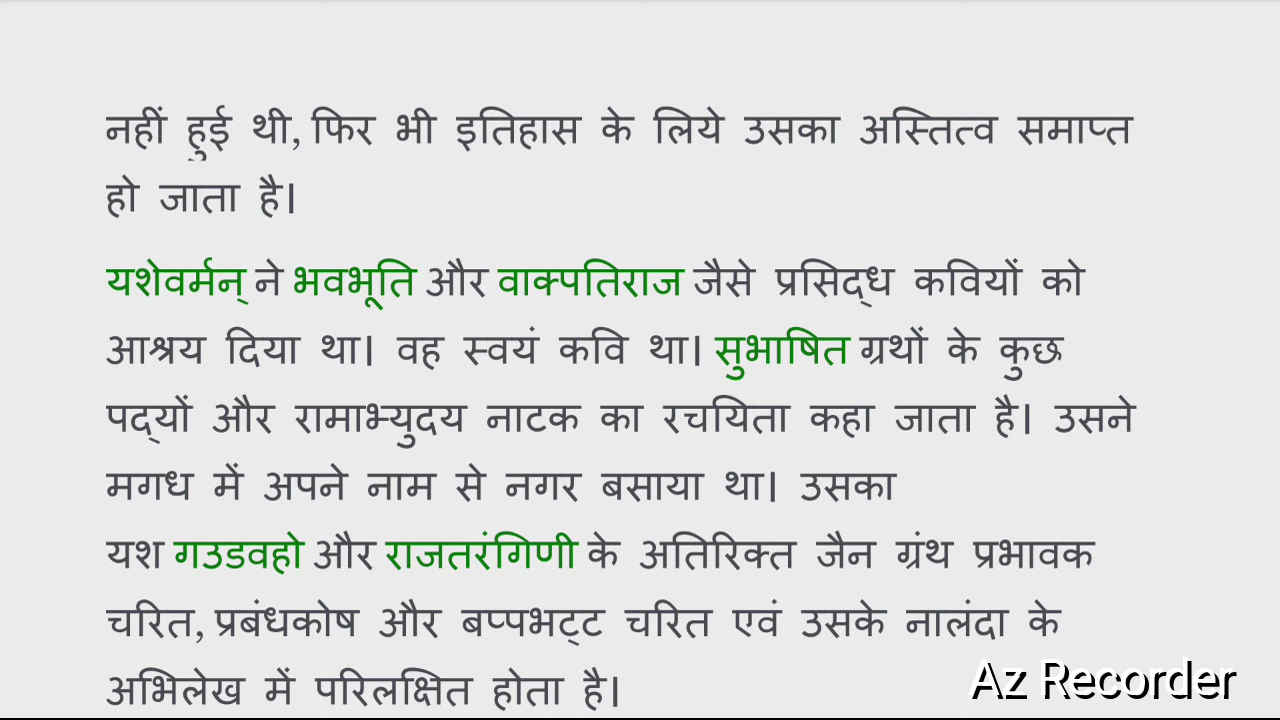 नहीं हुई थी, फिर भी इतिहास के लिये उसका अस्तित्व समाप्त
हो जाता है।
यशेवर्मन् ने भवभूति और वाक्पतिराज जैसे प्रसिद्ध कवियों को
आश्रय दिया था। वह स्वयं कवि था। सुभाषित ग्रथों के कुछ
पद्यों और रामाभ्युदय नाटक का रचयिता कहा जाता है। उसने
मगध में अपने नाम से नगर बसाया था। उसका
यश गउडवहो और राजतरंगिणी के अतिरिक्त जैन ग्रंथ प्रभावक
चरित, प्रबंधकोष और बप्पभट्ट चरित एवं उसके नालंदा के
अभिलेख में परिलक्षित होता है।
Az Recorder